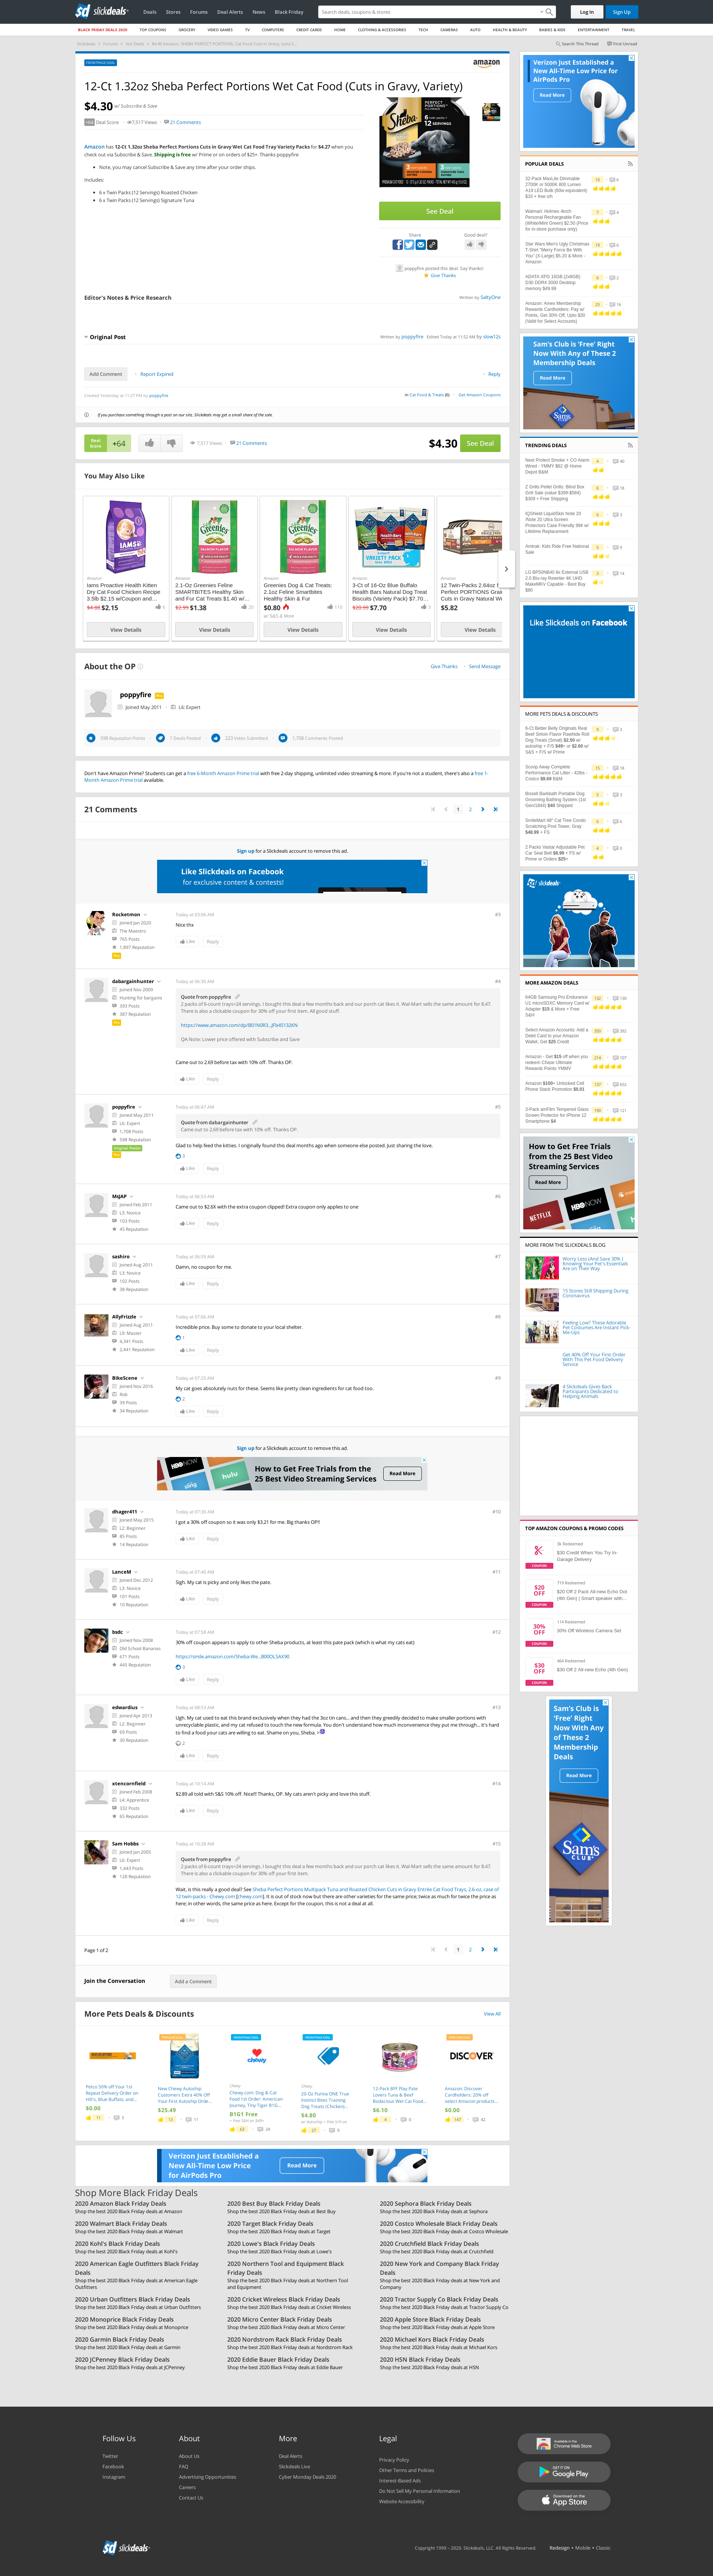 slickdeals
Deals Stores Forums Deal Alerts News Black Friday
Search deals, coupons & stores
Log In
Sign Up
BLACK FRIDAY DEALS 2020 TOP COUPONS GROCERY VIDEO GAMES TV COMPUTERS CREDIT CARDS HOME CLOTHING & ACCESSORIES TECH CAMERAS AUTO HEALTH & BEAUTY BABIES & KIDS ENTERTAINMENT TRAVEL
Search This Thread First Unread
amazon
12-Ct 1.32oz Sheba Perfect Portions Wet Cat Food (Cuts in Gravy, Variety)
$4.30 w/ Subscribe & Save
+64 Deal Score 7,517 Views 21 Comments
Amazon has 12-Ct 1.32oz Sheba Perfect Portions Cuts in Gravy Wet Cat Food Tray Variety Packs for $4.27 when you
check out via Subscribe & Save. Shipping is free w/ Prime or on orders of $25+. Thanks poppyfire
Note, you may cancel Subscribe & Save any time after your order ships.
Includes:
6 x Twin Packs (12 Servings) Roasted Chicken
6 x Twin Packs (12 Servings) Signature Tuna
See Deal
Share
Good deal?
poppyfire posted this deal. Say thanks!
Give Thanks
Editor's Notes & Price Research
Written by SaltyOne
Original Post
Written by poppyfire Edited Today at 11:52 AM by slow12s
Add Comment
Report Expired
Reply
Created Yesterday at 11:27 PM by poppyfire
in Cat Food & Treats (6) Get Amazon Coupons
If you purchase something through a post on our site, Slickdeals may get a small share of the sale.
Deal Score +64
7,517 Views 21 Comments
$4.30 See Deal
You May Also Like
Amazon
Iams Proactive Health Kitten Dry Cat Food Chicken Recipe 3.5lb $2.15 w/Coupon and…
$4.88 $2.15
View Details
Amazon
2.1-Oz Greenies Feline SMARTBITES Healthy Skin and Fur Cat Treats $1.40 w/…
$2.99 $1.38
View Details
Amazon
Greenies Dog & Cat Treats: 2.1oz Feline Smartbites Healthy Skin & Fur
$0.80
w/ S&S & More
View Details
Amazon
3-Ct of 16-Oz Blue Buffalo Health Bars Natural Dog Treat Biscuits (Variety Pack) $7.70…
$20.99 $7.70
View Details
Amazon
$5.82
View Details
About the OP
Give Thanks Send Message
poppyfire Pro
Joined May 2011 L6: Expert
598 Reputation Points 7 Deals Posted 223 Votes Submitted 1,708 Comments Posted
Don't have Amazon Prime? Students can get a free 6-Month Amazon Prime trial with free 2-day shipping, unlimited video streaming & more. If you're not a student, there's also a free 1-
Month Amazon Prime trial available.
21 Comments
1 2
Sign up for a Slickdeals account to remove this ad.
Like Slickdeals on Facebook
for exclusive content & contests!
Rocketmon
Joined Jan 2020
The Maestro
765 Posts
1,897 Reputation
Pro
Today at 03:06 AM
#3
Nice thx
Like Reply
dabargainhunter
Joined Nov 2009
Hunting for bargains
393 Posts
387 Reputation
Pro
Today at 06:30 AM
#4
Quote from poppyfire
2 packs of 6-count trays=24 servings. I bought this deal a few months back and our porch cat likes it. Wal-Mart sells the same amount for 8.47.
There is also a clickable coupon for 30% off your first item. All good stuff.
https://www.amazon.com/dp/B01N0R3...JFb45132KN
QA Note: Lower price offered with Subscribe and Save
Came out to 2.69 before tax with 10% off. Thanks OP.
Like Reply
poppyfire
Joined May 2011
L6: Expert
1,708 Posts
598 Reputation
Original Poster
Pro
Today at 06:47 AM
#5
Quote from dabargainhunter
Came out to 2.69 before tax with 10% off. Thanks OP.
Glad to help feed the kitties. I originally found this deal months ago when someone else posted. Just sharing the love.
3
Like Reply
MsJAP
Joined Feb 2011
L3: Novice
103 Posts
45 Reputation
Today at 06:53 AM
#6
Came out to $2.6X with the extra coupon clipped! Extra coupon only applies to one
Like Reply
sashiro
Joined Aug 2011
L3: Novice
102 Posts
28 Reputation
Today at 06:59 AM
#7
Damn, no coupon for me.
Like Reply
AllyFrizzle
Joined Aug 2011
L9: Master
4,341 Posts
2,441 Reputation
Today at 07:06 AM
#8
Incredible price. Buy some to donate to your local shelter.
1
Like Reply
BikeScene
Joined Nov 2016
Rob
39 Posts
34 Reputation
Today at 07:25 AM
#9
My cat goes absolutely nuts for these. Seems like pretty clean ingredients for cat food too.
2
Like Reply
Sign up for a Slickdeals account to remove this ad.
How to Get Free Trials from the
25 Best Video Streaming Services
Read More
dhager411
Joined May 2015
L2: Beginner
85 Posts
14 Reputation
Today at 07:30 AM
#10
I got a 30% off coupon so it was only $3.21 for me. Big thanks OP!!
Like Reply
LanceM
Joined Dec 2012
L3: Novice
101 Posts
10 Reputation
Today at 07:40 AM
#11
Sigh. My cat is picky and only likes the pate.
Like Reply
bsdc
Joined Nov 2008
Old School Bananas
671 Posts
445 Reputation
Today at 07:58 AM
#12
30% off coupon appears to apply to other Sheba products, at least this pate pack (which is what my cats eat)
https://smile.amazon.com/Sheba-We...B00OLSAX90
3
Like Reply
edwardius
Joined Apr 2013
L2: Beginner
69 Posts
30 Reputation
Today at 08:53 AM
#13
Ugh. My cat used to eat this brand exclusively when they had the 3oz tin cans... and then they greedily decided to make smaller portions with
unrecyclable plastic, and my cat refused to touch the new formula. You don't understand how much inconveniency they put me through... it's hard
to find a food your cats are willing to eat. Shame on you, Sheba.
2
Like Reply
xtencornfield
Joined Feb 2008
L4: Apprentice
332 Posts
65 Reputation
Today at 10:14 AM
#14
$2.89 all told with S&S 10% off. Nice!!! Thanks, OP. My cats aren't picky and love this stuff.
Like Reply
Sam Hobbs
Joined Jan 2005
L6: Expert
1,443 Posts
128 Reputation
Today at 10:28 AM
#15
Quote from poppyfire
2 packs of 6-count trays=24 servings. I bought this deal a few months back and our porch cat likes it. Wal-Mart sells the same amount for 8.47.
There is also a clickable coupon for 30% off your first item.
Wait, is this really a good deal? See Sheba Perfect Portions Multipack Tuna and Roasted Chicken Cuts in Gravy Entrée Cat Food Trays, 2.6-oz, case of
12 twin-packs - Chewy.com [chewy.com]. It is out of stock now but there are other varieties for the same price; twice as much for twice the price as
here; in other words, the same price as here. Except for the coupon, this is not a deal at all.
Like Reply
Page 1 of 2
1 2
Join the Conversation
Add a Comment
More Pets Deals & Discounts
View All
Petco 50% off Your 1st Repeat Delivery Order on Hill's, Blue Buffalo, and...
$0.00
New Chewy Autoship Customers Extra 40% Off Your First Autoship Orde...
$25.49
Chewy
Chewy.com: Dog & Cat Food 1st Order: American Journey, Tiny Tiger B1G...
B1G1 Free
Chewy
20-Oz Purina ONE True Instinct Bites Training Dog Treats (Chicken)...
$4.80
12-Pack BFF Play Pate Lovers Tuna & Beef Bodacious Wet Cat Food...
$6.10
Amazon: Discover Cardholders: 20% off select Amazon products...
$0.00
Verizon Just Established a
New All-Time Low Price
for AirPods Pro
Read More
Shop More Black Friday Deals
2020 Amazon Black Friday Deals
Shop the best 2020 Black Friday deals at Amazon
2020 Best Buy Black Friday Deals
Shop the best 2020 Black Friday deals at Best Buy
2020 Sephora Black Friday Deals
Shop the best 2020 Black Friday deals at Sephora
2020 Walmart Black Friday Deals
Shop the best 2020 Black Friday deals at Walmart
2020 Target Black Friday Deals
Shop the best 2020 Black Friday deals at Target
2020 Costco Wholesale Black Friday Deals
Shop the best 2020 Black Friday deals at Costco Wholesale
2020 Kohl's Black Friday Deals
Shop the best 2020 Black Friday deals at Kohl's
2020 Lowe's Black Friday Deals
Shop the best 2020 Black Friday deals at Lowe's
2020 Crutchfield Black Friday Deals
Shop the best 2020 Black Friday deals at Crutchfield
2020 American Eagle Outfitters Black Friday Deals
Shop the best 2020 Black Friday deals at American Eagle Outfitters
2020 Northern Tool and Equipment Black Friday Deals
Shop the best 2020 Black Friday deals at Northern Tool and Equipment
2020 New York and Company Black Friday Deals
Shop the best 2020 Black Friday deals at New York and Company
2020 Urban Outfitters Black Friday Deals
Shop the best 2020 Black Friday deals at Urban Outfitters
2020 Cricket Wireless Black Friday Deals
Shop the best 2020 Black Friday deals at Cricket Wireless
2020 Tractor Supply Co Black Friday Deals
Shop the best 2020 Black Friday deals at Tractor Supply Co
2020 Monoprice Black Friday Deals
Shop the best 2020 Black Friday deals at Monoprice
2020 Micro Center Black Friday Deals
Shop the best 2020 Black Friday deals at Micro Center
2020 Apple Store Black Friday Deals
Shop the best 2020 Black Friday deals at Apple Store
2020 Garmin Black Friday Deals
Shop the best 2020 Black Friday deals at Garmin
2020 Nordstrom Rack Black Friday Deals
Shop the best 2020 Black Friday deals at Nordstrom Rack
2020 Michael Kors Black Friday Deals
Shop the best 2020 Black Friday deals at Michael Kors
2020 JCPenney Black Friday Deals
Shop the best 2020 Black Friday deals at JCPenney
2020 Eddie Bauer Black Friday Deals
Shop the best 2020 Black Friday deals at Eddie Bauer
2020 HSN Black Friday Deals
Shop the best 2020 Black Friday deals at HSN
Verizon Just Established a
New All-Time Low Price for
AirPods Pro
Read More
POPULAR DEALS
TRENDING DEALS
Sam's Club is 'Free' Right
Now With Any of These 2
Membership Deals
Read More
Like Slickdeals on Facebook
MORE PETS DEALS & DISCOUNTS
MORE AMAZON DEALS
How to Get Free Trials
from the 25 Best Video
Streaming Services
Read More
MORE FROM THE SLICKDEALS BLOG
Worry Less (And Save 30%)
Knowing Your Pet's Essentials
Are on Their Way
15 Stores Still Shipping During
Coronavirus
Feeling Low? These Adorable
Pet Costumes Are Instant Pick-
Me-Ups
Get 40% Off Your First Order
With This Pet Food Delivery
Service
4 Slickdeals Gives Back
Participants Dedicated to
Helping Animals
TOP AMAZON COUPONS & PROMO CODES
$30 Credit When You Try In-
Garage Delivery
COUPON
$20 OFF
719 Redeemed
$20 Off 2 Pack All-new Echo Dot
(4th Gen) | Smart speaker with...
COUPON
30% OFF
114 Redeemed
30% Off Wireless Camera Set
COUPON
$30 OFF
464 Redeemed
$30 Off 2 All-new Echo (4th Gen)
COUPON
Sam's Club is
'Free' Right
Now With Any
of These 2
Membership
Deals
Read More
Sam's CLUB
Follow Us
Twitter
Facebook
Instagram
About
About Us
FAQ
Advertising Opportunities
Careers
Contact Us
More
Deal Alerts
Slickdeals Live
Cyber Monday Deals 2020
Legal
Privacy Policy
Other Terms and Policies
Interest-Based Ads
Do Not Sell My Personal Information
Website Accessibility
Available in the Chrome Web Store
GET IT ON Google Play
Download on the App Store
slickdeals
Copyright 1999 - 2020. Slickdeals, LLC. All Rights Reserved.
Redesign • Mobile • Classic